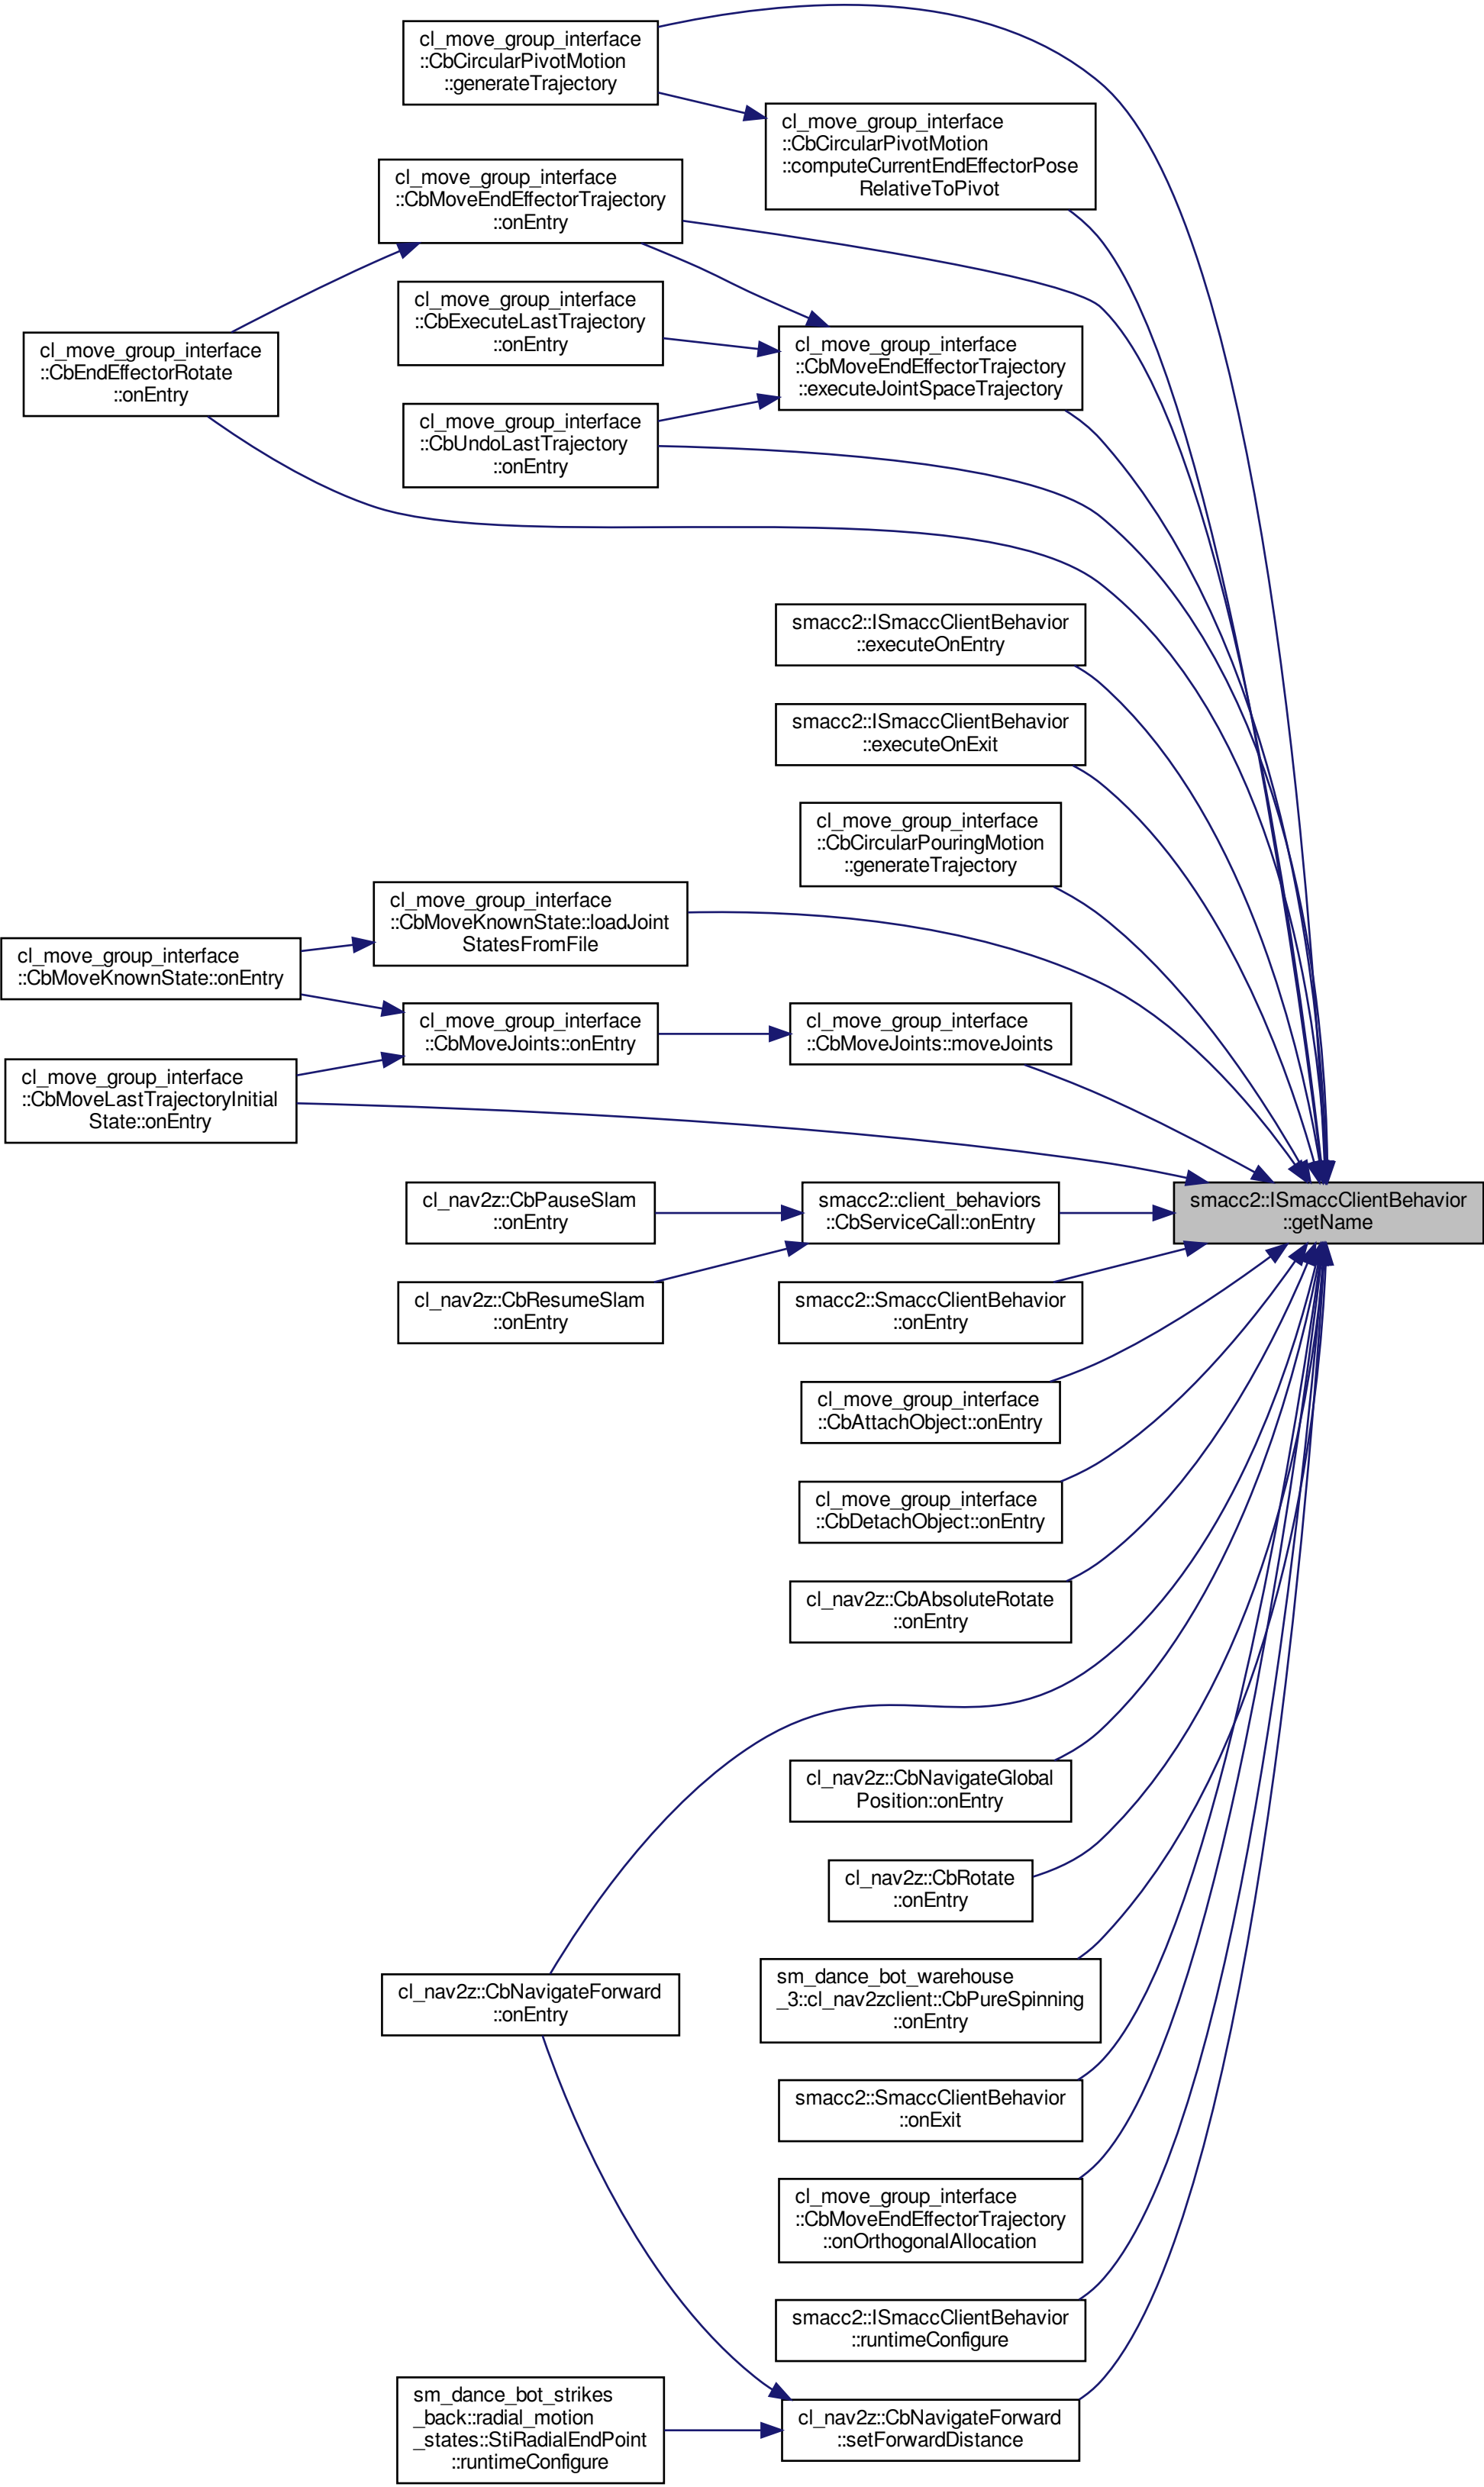 cl_move_group_interface
::CbCircularPivotMotion
::generateTrajectory
cl_move_group_interface
::CbCircularPivotMotion
::computeCurrentEndEffectorPose
RelativeToPivot
cl_move_group_interface
::CbMoveEndEffectorTrajectory
::onEntry
cl_move_group_interface
::CbExecuteLastTrajectory
::onEntry
cl_move_group_interface
::CbEndEffectorRotate
::onEntry
cl_move_group_interface
::CbMoveEndEffectorTrajectory
::executeJointSpaceTrajectory
cl_move_group_interface
::CbUndoLastTrajectory
::onEntry
smacc2::ISmaccClientBehavior
::executeOnEntry
smacc2::ISmaccClientBehavior
::executeOnExit
cl_move_group_interface
::CbCircularPouringMotion
::generateTrajectory
cl_move_group_interface
::CbMoveKnownState::loadJoint
StatesFromFile
cl_move_group_interface
::CbMoveKnownState::onEntry
cl_move_group_interface
::CbMoveJoints::onEntry
cl_move_group_interface
::CbMoveJoints::moveJoints
cl_move_group_interface
::CbMoveLastTrajectoryInitial
State::onEntry
cl_nav2z::CbPauseSlam
::onEntry
smacc2::client_behaviors
::CbServiceCall::onEntry
smacc2::ISmaccClientBehavior
::getName
cl_nav2z::CbResumeSlam
::onEntry
smacc2::SmaccClientBehavior
::onEntry
cl_move_group_interface
::CbAttachObject::onEntry
cl_move_group_interface
::CbDetachObject::onEntry
cl_nav2z::CbAbsoluteRotate
::onEntry
cl_nav2z::CbNavigateGlobal
Position::onEntry
cl_nav2z::CbRotate
::onEntry
cl_nav2z::CbNavigateForward
::onEntry
sm_dance_bot_warehouse
_3::cl_nav2zclient::CbPureSpinning
::onEntry
smacc2::SmaccClientBehavior
::onExit
cl_move_group_interface
::CbMoveEndEffectorTrajectory
::onOrthogonalAllocation
smacc2::ISmaccClientBehavior
::runtimeConfigure
sm_dance_bot_strikes
_back::radial_motion
_states::StiRadialEndPoint
::runtimeConfigure
cl_nav2z::CbNavigateForward
::setForwardDistance